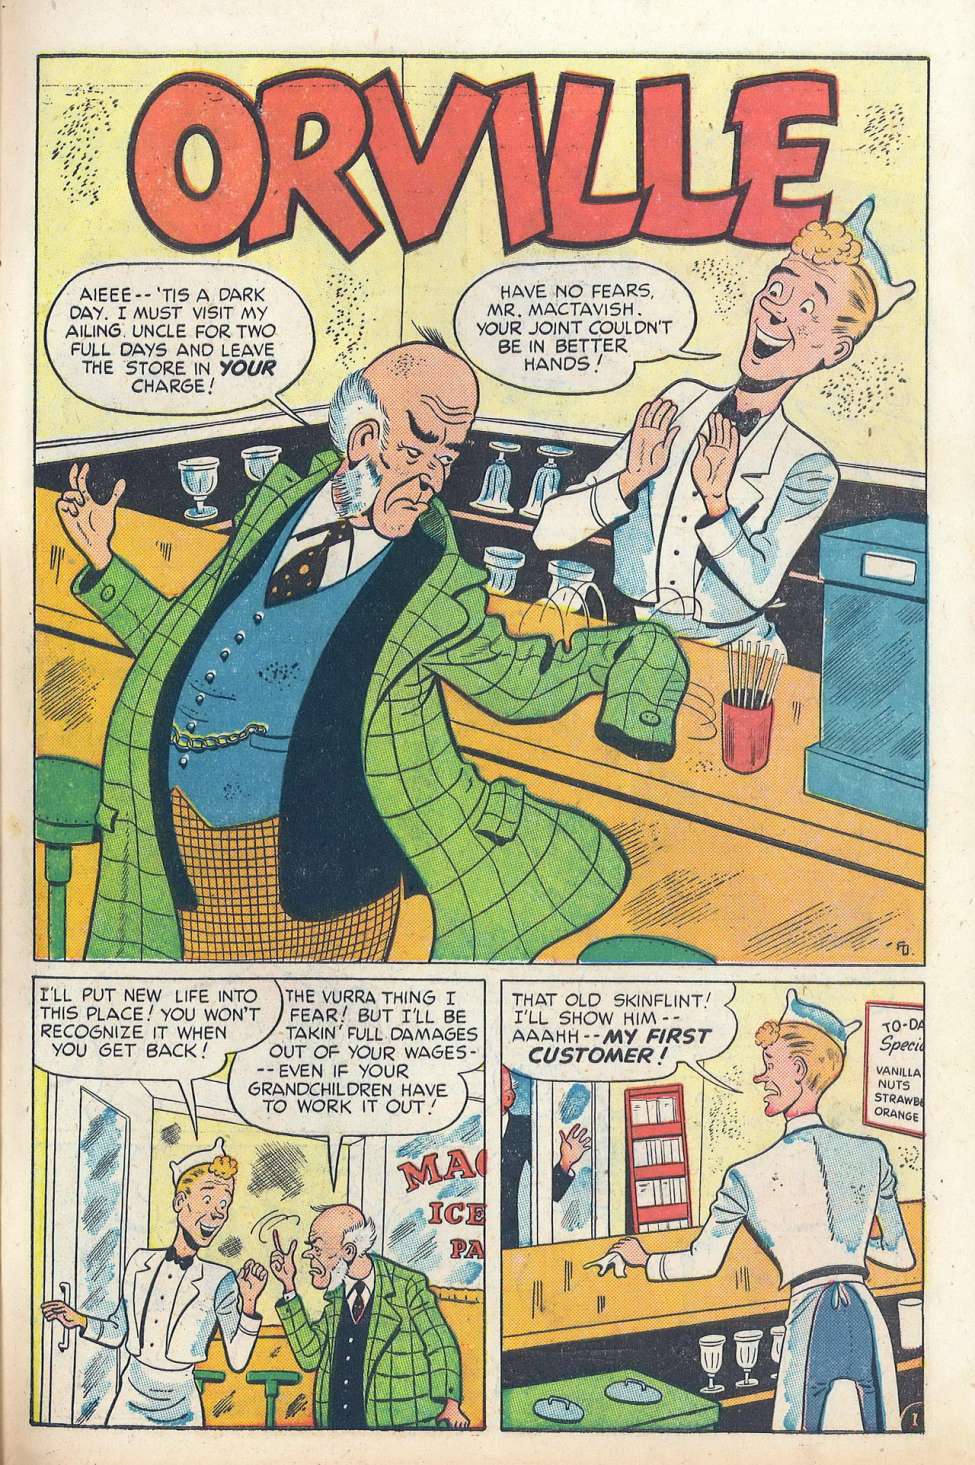 ORVILLE
AIEEE-- 'TIS A DARK
DAY. I MUST VISIT MY
AILING UNCLE FOR TWO
FULL DAYS AND LEAVE
THE STORE IN YOUR
CHARGE!
HAVE NO FEARS,
MR. MACTAVISH.
YOUR JOINT COULDN'T
BE IN BETTER
HANDS!
I'LL PUT NEW LIFE INTO
THIS PLACE! YOU WON'T
RECOGNIZE IT WHEN
YOU GET BACK!
THE VURRA THING I
FEAR! BUT I'LL BE
TAKIN' FULL DAMAGES
OUT OF YOUR WAGES-
--EVEN IF YOUR
GRANDCHILDREN HAVE
TO WORK IT OUT!
MAC
ICE
PA
THAT OLD SKINFLINT!
I'LL SHOW HIM--
AAAHH--MY FIRST
CUSTOMER!
TO-DA
Speci
VANILLA
NUTS
STRAWB
ORANGE
1